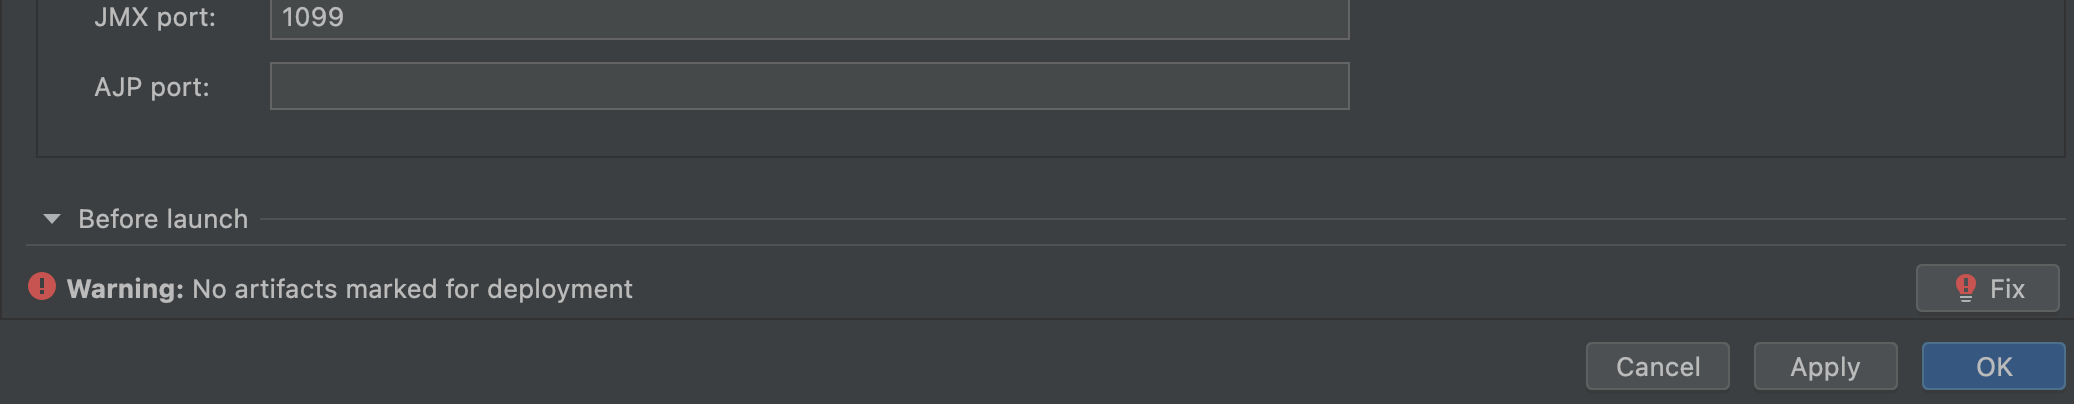 JMX port: 1099
AJP port:
Before launch
Warning: No artifacts marked for deployment Fix
Cancel Apply OK